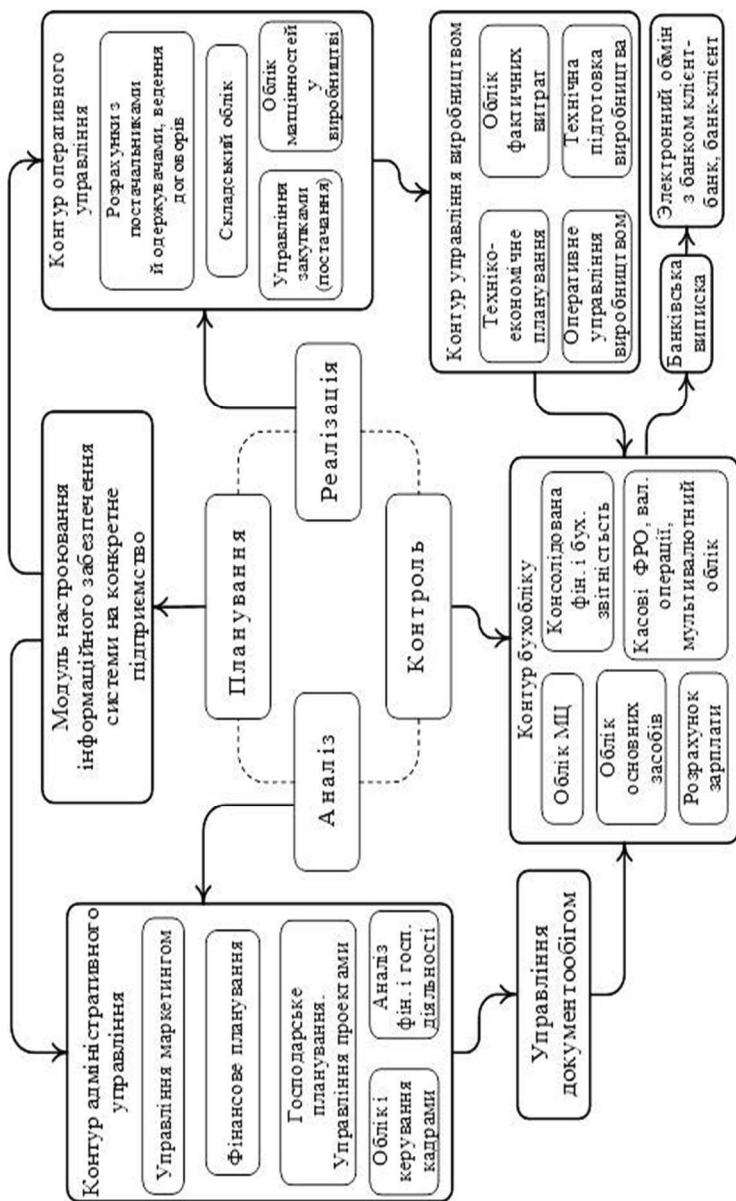 Модуль настроювання
інформаційного забезпечення
системи на конкретне
підприємство
Контур адміністративного
управління
Управління маркетингом
Фінансове планування
Господарське
планування.
Управління проектами
Облік і
керування
кадрами
Аналіз
фін. і госп.
діяльності
Планування
Аналіз
Реалізація
Контроль
Контур оперативного
управління
Розрахунки з
постачальниками
й одержувачами, ведення
договорів
Складський облік
Управління
закупками
(постачання)
Облік
матцінностей
у
виробництві
Управління
документообігом
Контур бухобліку
Облік МЦ
Консолідована
фін. і бух.
звітністьсть
Облік
основних
засобів
Касові ФРО, вал.
операції,
мультивалютний
облік
Розрахунок
зарплати
Контур управління виробництвом
Техніко-
економічне
планування
Облік
фактичних
витрат
Оперативне
управління
виробництвом
Технічна
підготовка
виробництва
Банківська
виписка
Электронний обмін
з банком клієнт-
банк, банк-клієнт